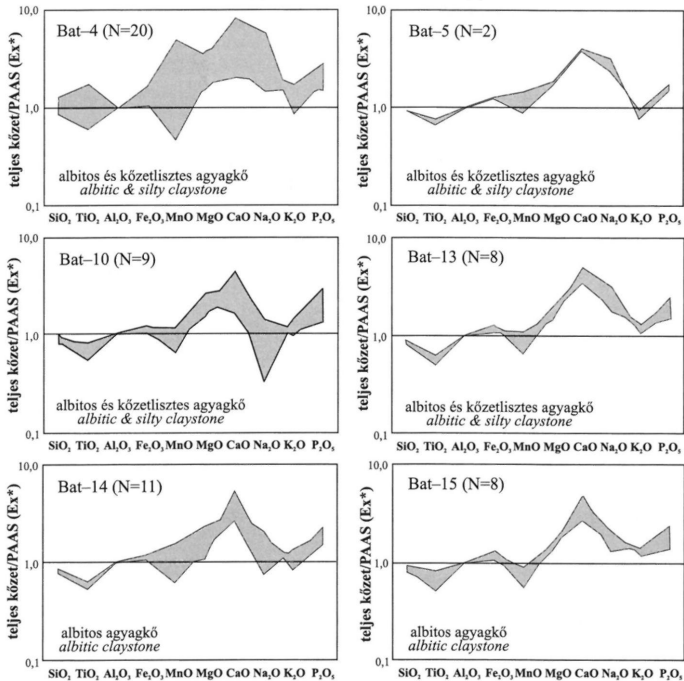 teljes kőzet/PAAS (Ex*)
10,0
1,0
0,1
Bat–4 (N=20)
albitos és kőzetlisztes agyagkő
albitic & silty claystone
SiO₂ TiO₂ Al₂O₃ Fe₂O₃ MnO MgO CaO Na₂O K₂O P₂O₅
teljes kőzet/PAAS (Ex*)
10,0
1,0
0,1
Bat–5 (N=2)
albitos és kőzetlisztes agyagkő
albitic & silty claystone
SiO₂ TiO₂ Al₂O₃ Fe₂O₃ MnO MgO CaO Na₂O K₂O P₂O₅
teljes kőzet/PAAS (Ex*)
10,0
1,0
0,1
Bat–10 (N=9)
albitos és kőzetlisztes agyagkő
albitic & silty claystone
SiO₂ TiO₂ Al₂O₃ Fe₂O₃ MnO MgO CaO Na₂O K₂O P₂O₅
teljes kőzet/PAAS (Ex*)
10,0
1,0
0,1
Bat–13 (N=8)
albitos és kőzetlisztes agyagkő
albitic & silty claystone
SiO₂ TiO₂ Al₂O₃ Fe₂O₃ MnO MgO CaO Na₂O K₂O P₂O₅
teljes kőzet/PAAS (Ex*)
10,0
1,0
0,1
Bat–14 (N=11)
albitos agyagkő
albitic claystone
SiO₂ TiO₂ Al₂O₃ Fe₂O₃ MnO MgO CaO Na₂O K₂O P₂O₅
teljes kőzet/PAAS (Ex*)
10,0
1,0
0,1
Bat–15 (N=8)
albitos agyagkő
albitic claystone
SiO₂ TiO₂ Al₂O₃ Fe₂O₃ MnO MgO CaO Na₂O K₂O P₂O₅